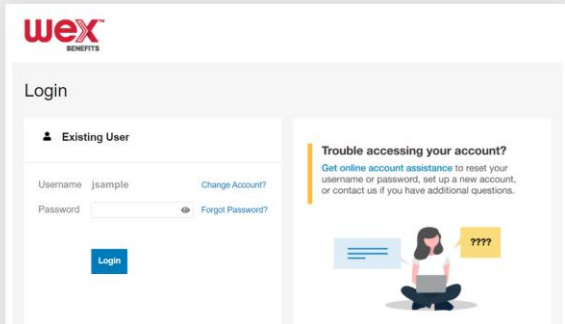 wex™
BENEFITS
Login
Existing User
Username jsample Change Account?
Password Forgot Password?
Login
Trouble accessing your account?
Get online account assistance to reset your
username or password, set up a new account,
or contact us if you have additional questions.
????